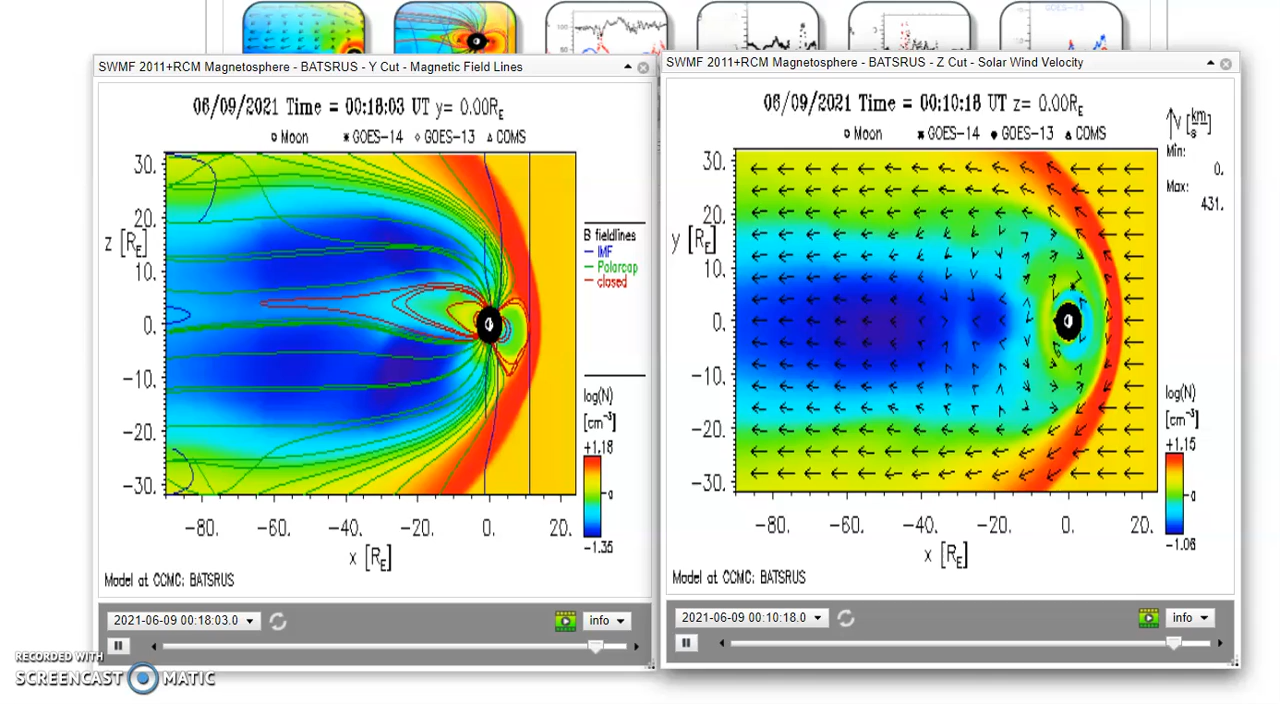 GOES-13
SWMF 2011+RCM Magnetosphere - BATSRUS - Y Cut - Magnetic Field Lines
06/09/2021 Time = 00:18:03 UT y= 0.00RE
Moon GOES-14 GOES-13 COMS
30.
20.
10.
0.
-10.
-20.
-30.
z [RE]
-80. -60. -40. -20. 0. 20.
x [RE]
B fieldlines
IMF
Polarcap
closed
log(N)
[cm-3]
+1.18
0
-1.35
Model at CCMC: BATSRUS
2021-06-09 00:18:03.0
info
SWMF 2011+RCM Magnetosphere - BATSRUS - Z Cut - Solar Wind Velocity
06/09/2021 Time = 00:10:18 UT z= 0.00RE
Moon GOES-14 GOES-13 COMS
V [km/s]
Min:
0.
Max:
431.
30.
20.
10.
0.
-10.
-20.
-30.
y [RE]
-80. -60. -40. -20. 0. 20.
x [RE]
log(N)
[cm-3]
+1.15
0
-1.06
Model at CCMC: BATSRUS
2021-06-09 00:10:18.0
info
RECORDED WITH
SCREENCAST MATIC